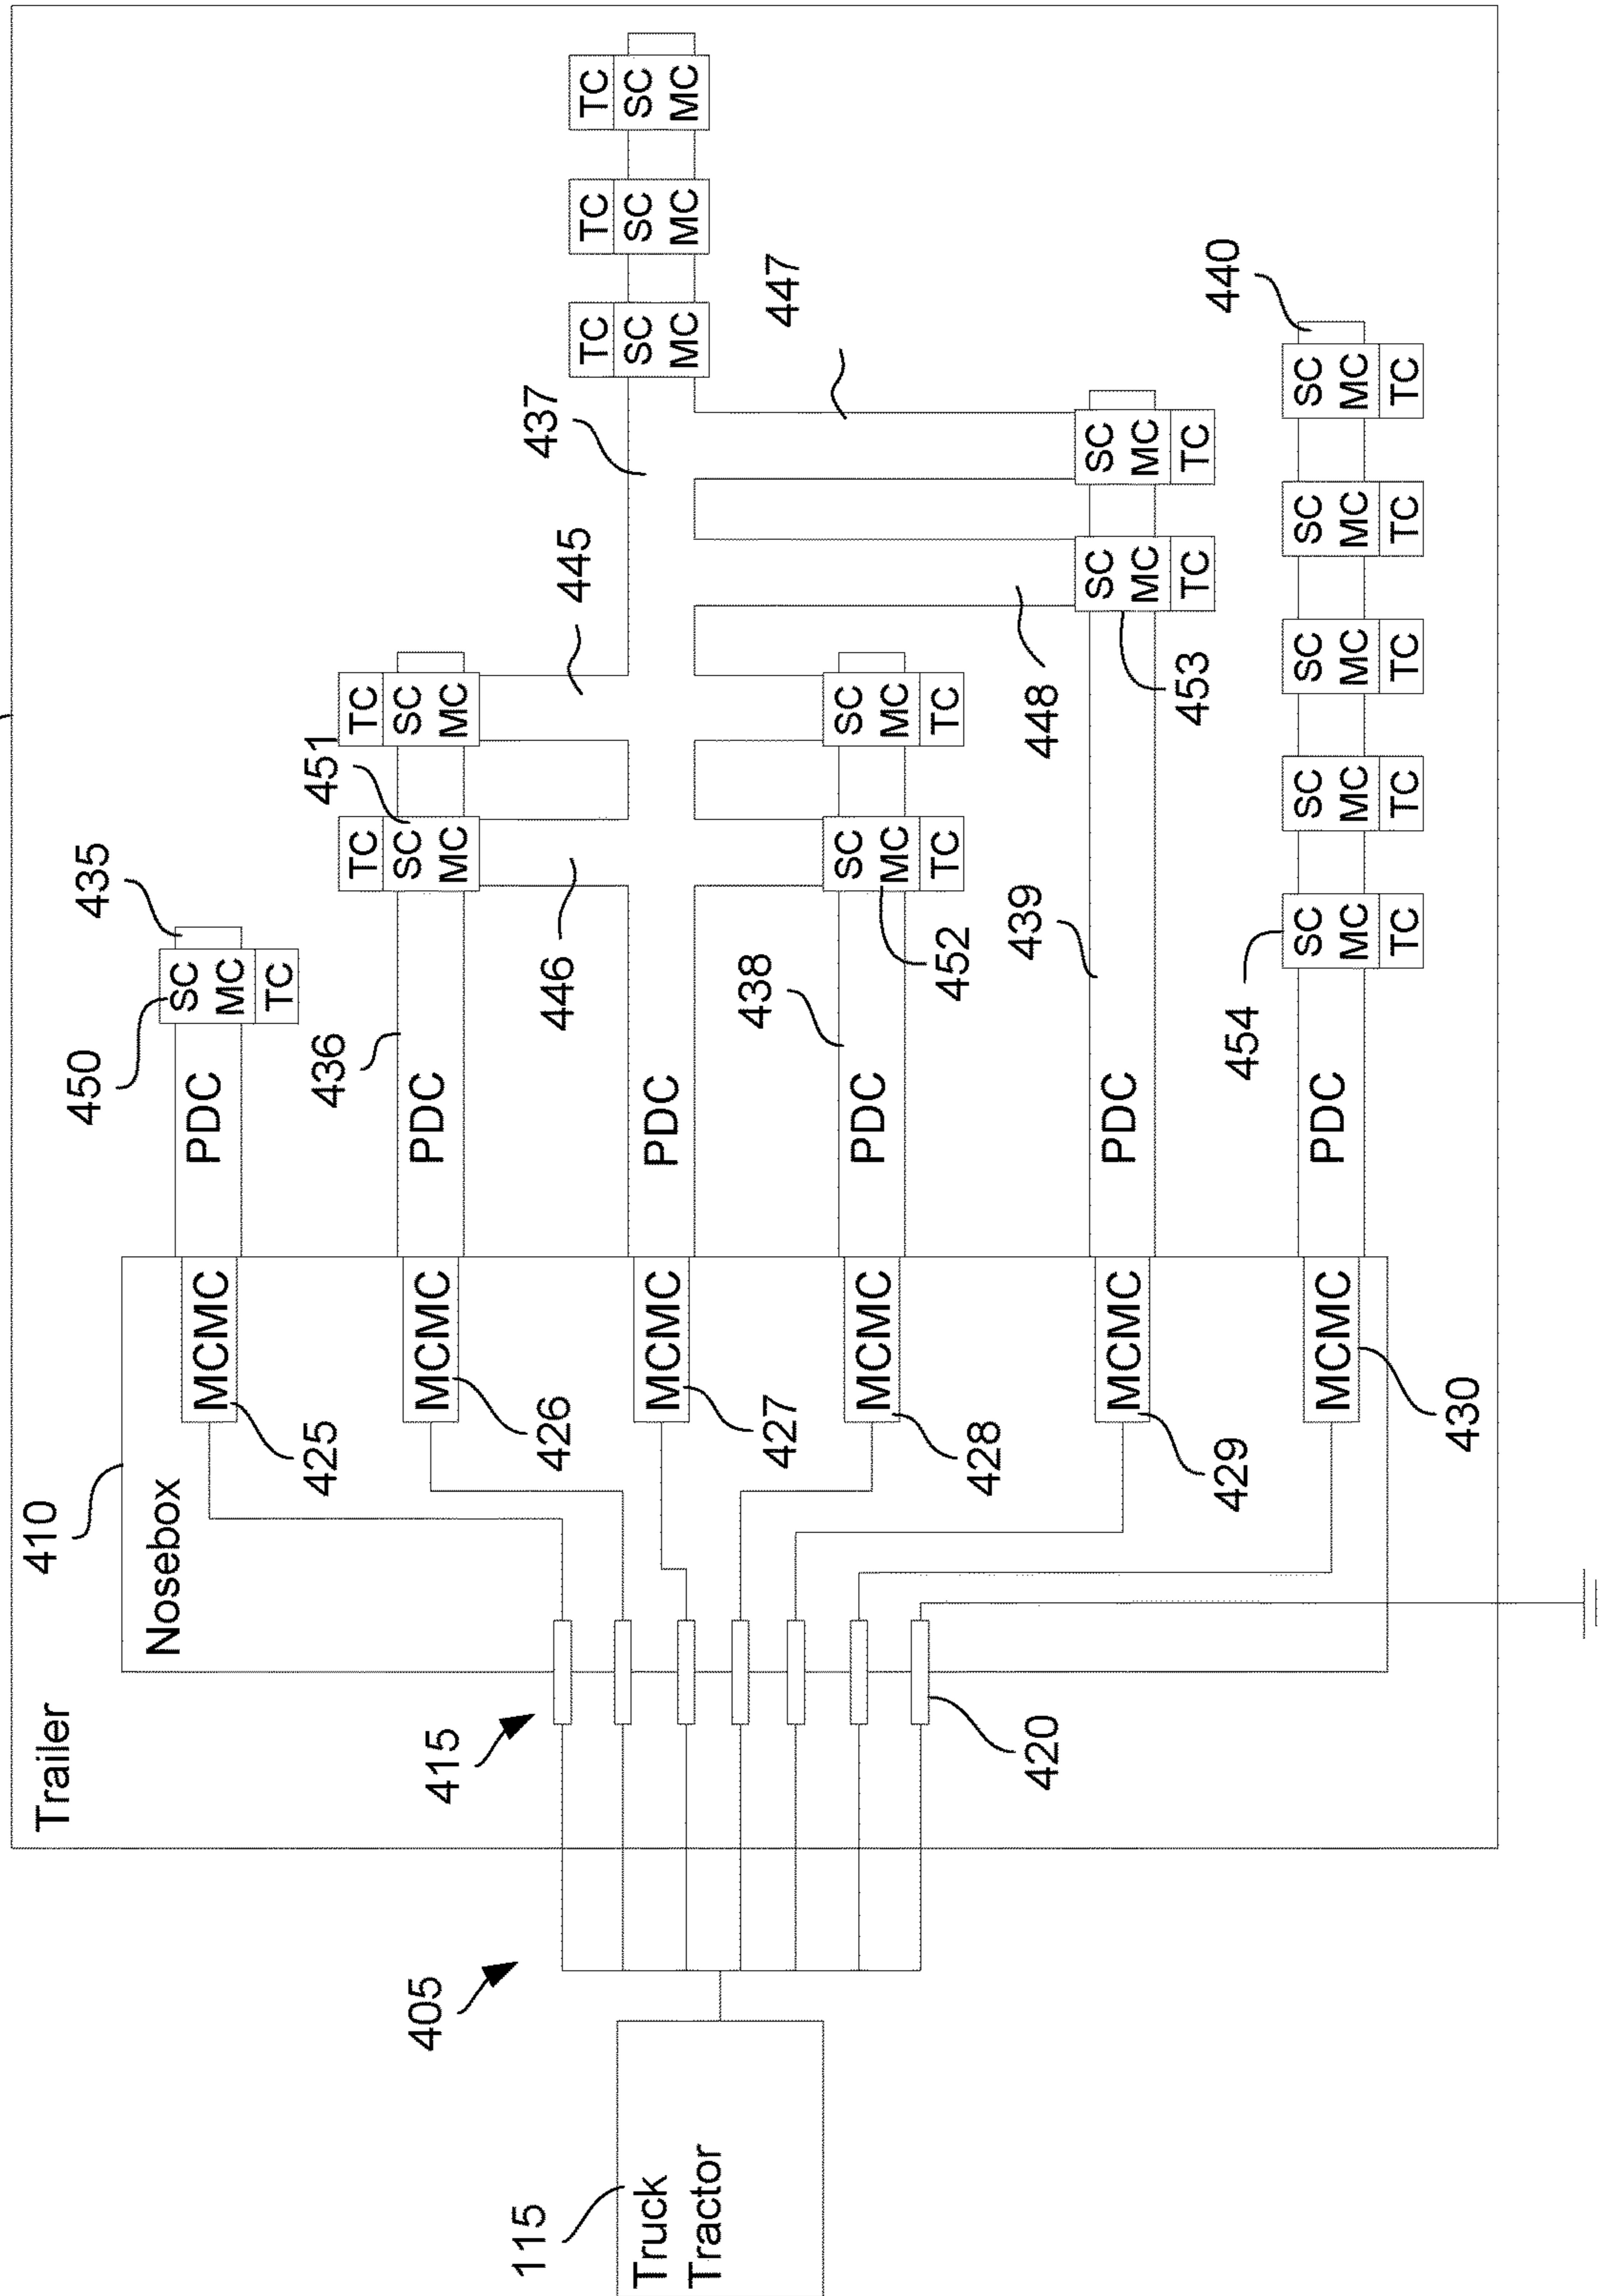 Trailer
410
450
435
Nosebox
MCMC
PDC
SC
MC
TC
425
436
451
TC
SC
MC
TC
SC
MC
MCMC
PDC
405
415
426
446
445
437
115
Truck
Tractor
MCMC
PDC
TC
SC
MC
TC
SC
MC
TC
SC
MC
427
438
447
MCMC
PDC
SC
MC
TC
SC
MC
TC
428
452
420
439
448
MCMC
PDC
SC
MC
TC
SC
MC
TC
453
429
454
440
MCMC
PDC
SC
MC
TC
SC
MC
TC
SC
MC
TC
SC
MC
TC
SC
MC
TC
430